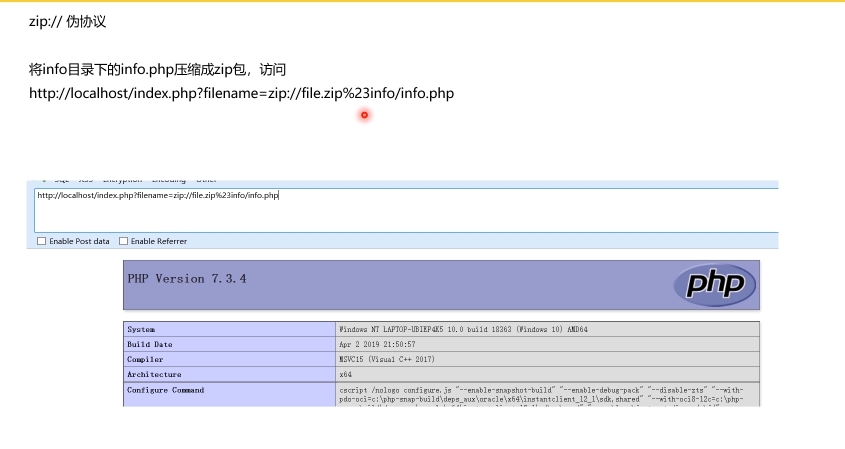 zip:// 伪协议
将info目录下的info.php压缩成zip包，访问
http://localhost/index.php?filename=zip://file.zip%23info/info.php
http://localhost/index.php?filename=zip://file.zip%23info/info.php
Enable Post data Enable Referrer
PHP Version 7.3.4
php
System Windows NT LAPTOP-UBIEP4K5 10.0 build 18363 (Windows 10) AMD64
Build Date Apr 2 2019 21:50:57
Compiler MSVC15 (Visual C++ 2017)
Architecture x64
Configure Command cscript /nologo configure.js "--enable-snapshot-build" "--enable-debug-pack" "--disable-zts" "--with-
pdo-oci=c:\php-snap-build\deps_aux\oracle\x64\instantclient_12_1\sdk,shared" "--with-oci8-12c=c:\php-